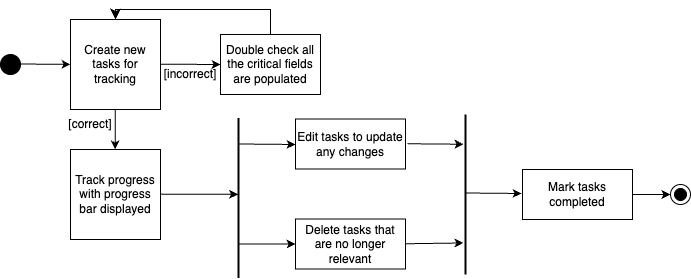 Create new
tasks for
tracking
[incorrect]
Double check all
the critical fields
are populated
[correct]
Track progress
with progress
bar displayed
Edit tasks to update
any changes
Delete tasks that
are no longer
relevant
Mark tasks
completed